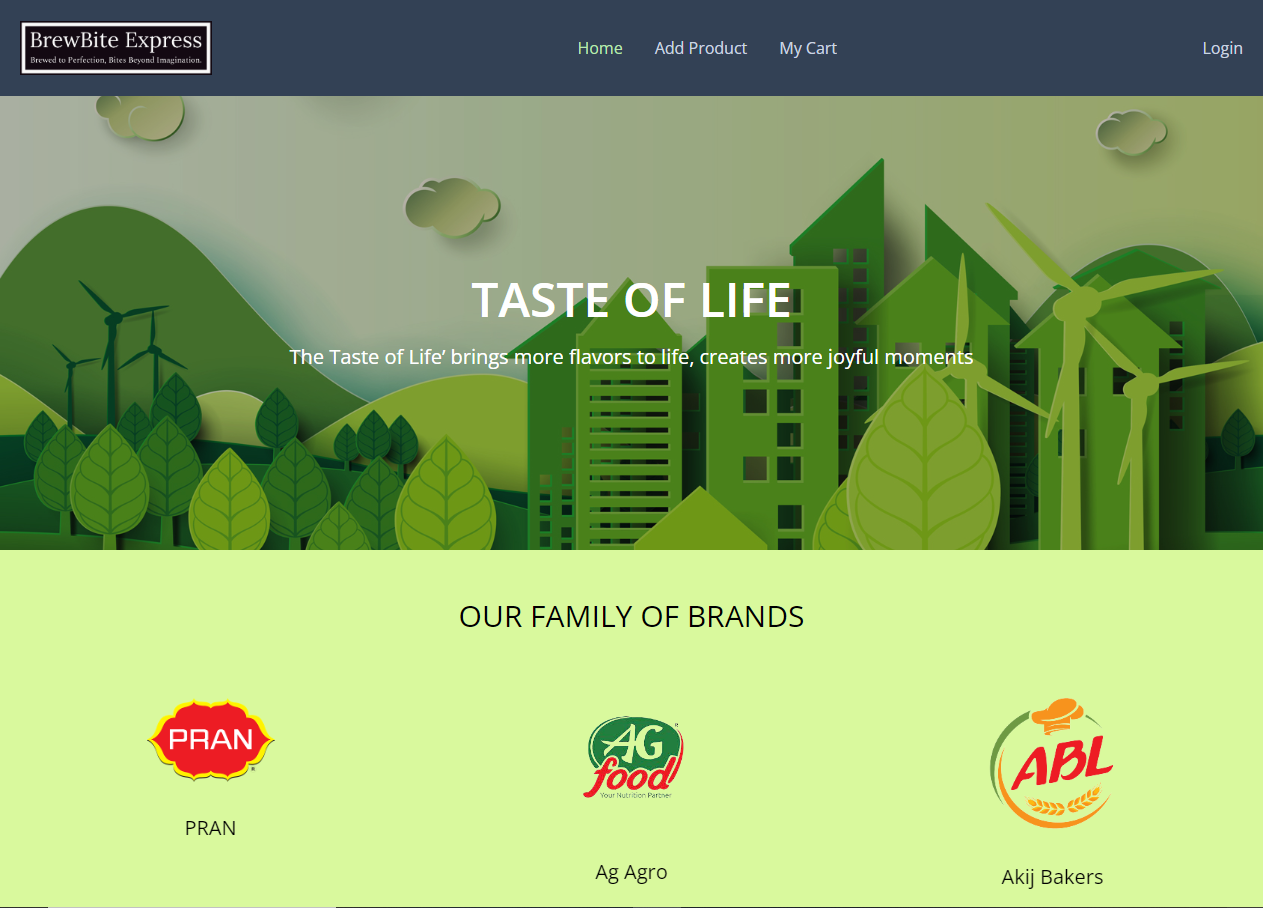 BrewBite Express
Brewed to Perfection, Bites Beyond Imagination.
Home Add Product My Cart Login
TASTE OF LIFE
The Taste of Life’ brings more flavors to life, creates more joyful moments
OUR FAMILY OF BRANDS
PRAN
®
AG
food
®
Your Nutrition Partner
ABL
PRAN
Ag Agro
Akij Bakers